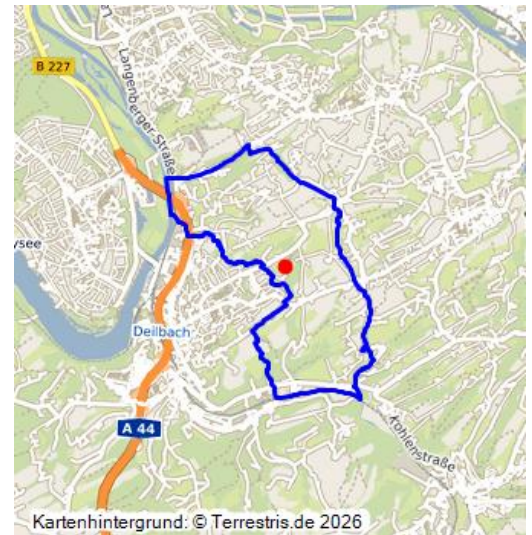 B 227
Langenberger Straße
ysee
Deilbach
A 44
Kohlenstraße
Kartenhintergrund: © Terrestris.de 2026